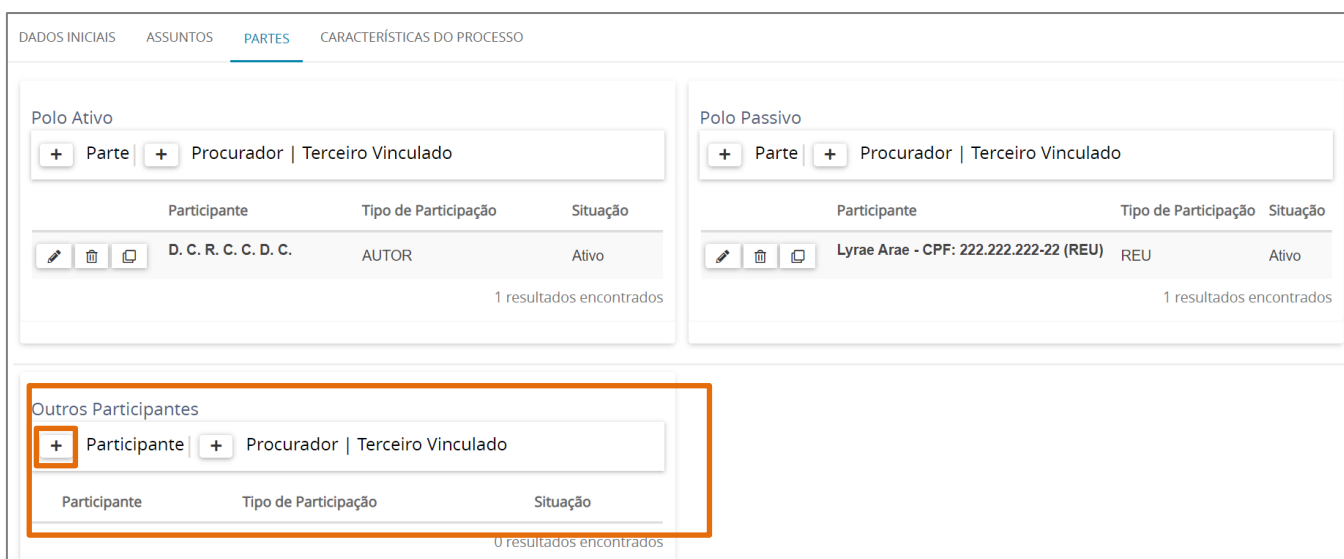 DADOS INICIAIS ASSUNTOS PARTES CARACTERÍSTICAS DO PROCESSO
Polo Ativo
+ Parte | + Procurador | Terceiro Vinculado
Participante Tipo de Participação Situação
D. C. R. C. C. D. C. AUTOR Ativo
1 resultados encontrados
Polo Passivo
+ Parte | + Procurador | Terceiro Vinculado
Participante Tipo de Participação Situação
Lyrae Arae - CPF: 222.222.222-22 (REU) REU Ativo
1 resultados encontrados
Outros Participantes
+ Participante | + Procurador | Terceiro Vinculado
Participante Tipo de Participação Situação
0 resultados encontrados